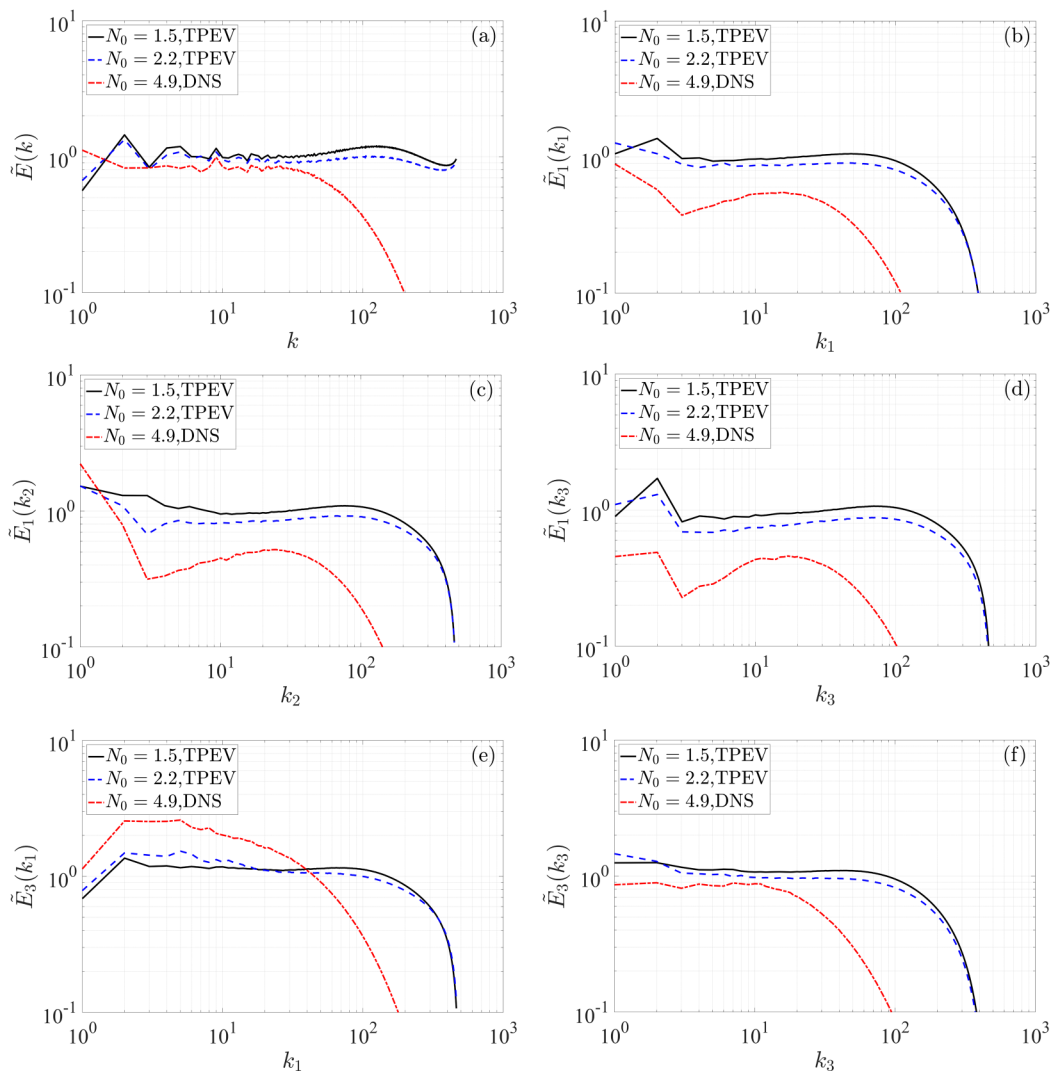 10^1
10^0
10^-1
Ẽ(k)
N_0 = 1.5,TPEV
N_0 = 2.2,TPEV
N_0 = 4.9,DNS
(a)
10^0 10^1 10^2 10^3
k
10^1
10^0
10^-1
Ẽ_1(k_1)
N_0 = 1.5,TPEV
N_0 = 2.2,TPEV
N_0 = 4.9,DNS
(b)
10^0 10^1 10^2 10^3
k_1
10^1
10^0
10^-1
Ẽ_1(k_2)
N_0 = 1.5,TPEV
N_0 = 2.2,TPEV
N_0 = 4.9,DNS
(c)
10^0 10^1 10^2 10^3
k_2
10^1
10^0
10^-1
Ẽ_1(k_3)
N_0 = 1.5,TPEV
N_0 = 2.2,TPEV
N_0 = 4.9,DNS
(d)
10^0 10^1 10^2 10^3
k_3
10^1
10^0
10^-1
Ẽ_3(k_1)
N_0 = 1.5,TPEV
N_0 = 2.2,TPEV
N_0 = 4.9,DNS
(e)
10^0 10^1 10^2 10^3
k_1
10^1
10^0
10^-1
Ẽ_3(k_3)
N_0 = 1.5,TPEV
N_0 = 2.2,TPEV
N_0 = 4.9,DNS
(f)
10^0 10^1 10^2 10^3
k_3